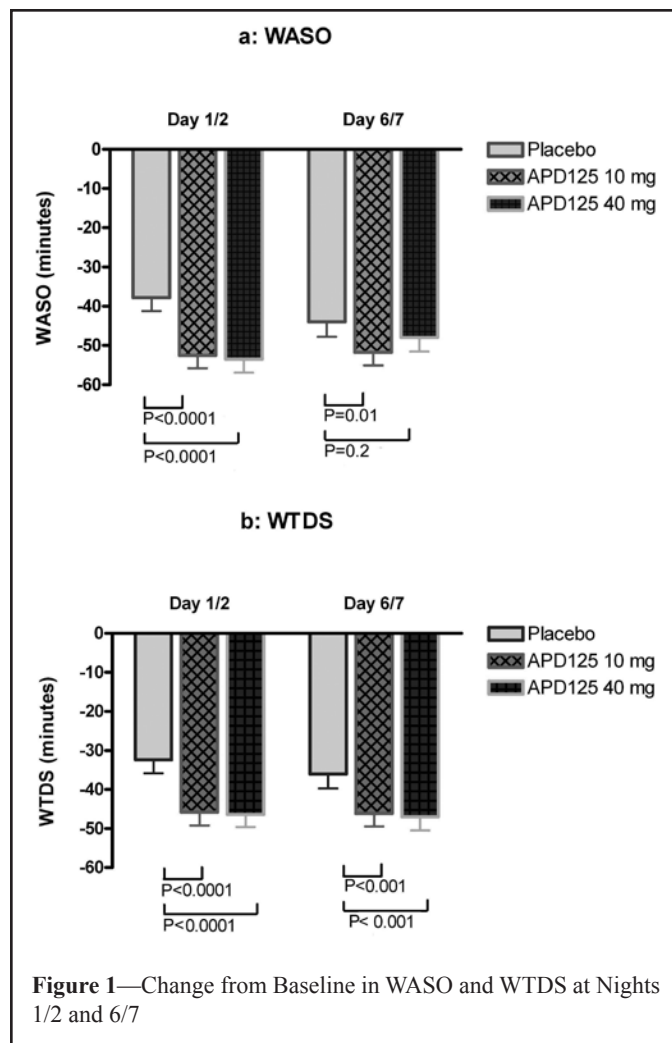 a: WASO
Day 1/2
Day 6/7
0
-10
-20
-30
-40
-50
-60
WASO (minutes)
Placebo
APD125 10 mg
APD125 40 mg
P<0.0001
P<0.0001
P=0.01
P=0.2
b: WTDS
Day 1/2
Day 6/7
0
-10
-20
-30
-40
-50
-60
WTDS (minutes)
Placebo
APD125 10 mg
APD125 40 mg
P<0.0001
P<0.0001
P<0.001
P< 0.001
Figure 1—Change from Baseline in WASO and WTDS at Nights
1/2 and 6/7